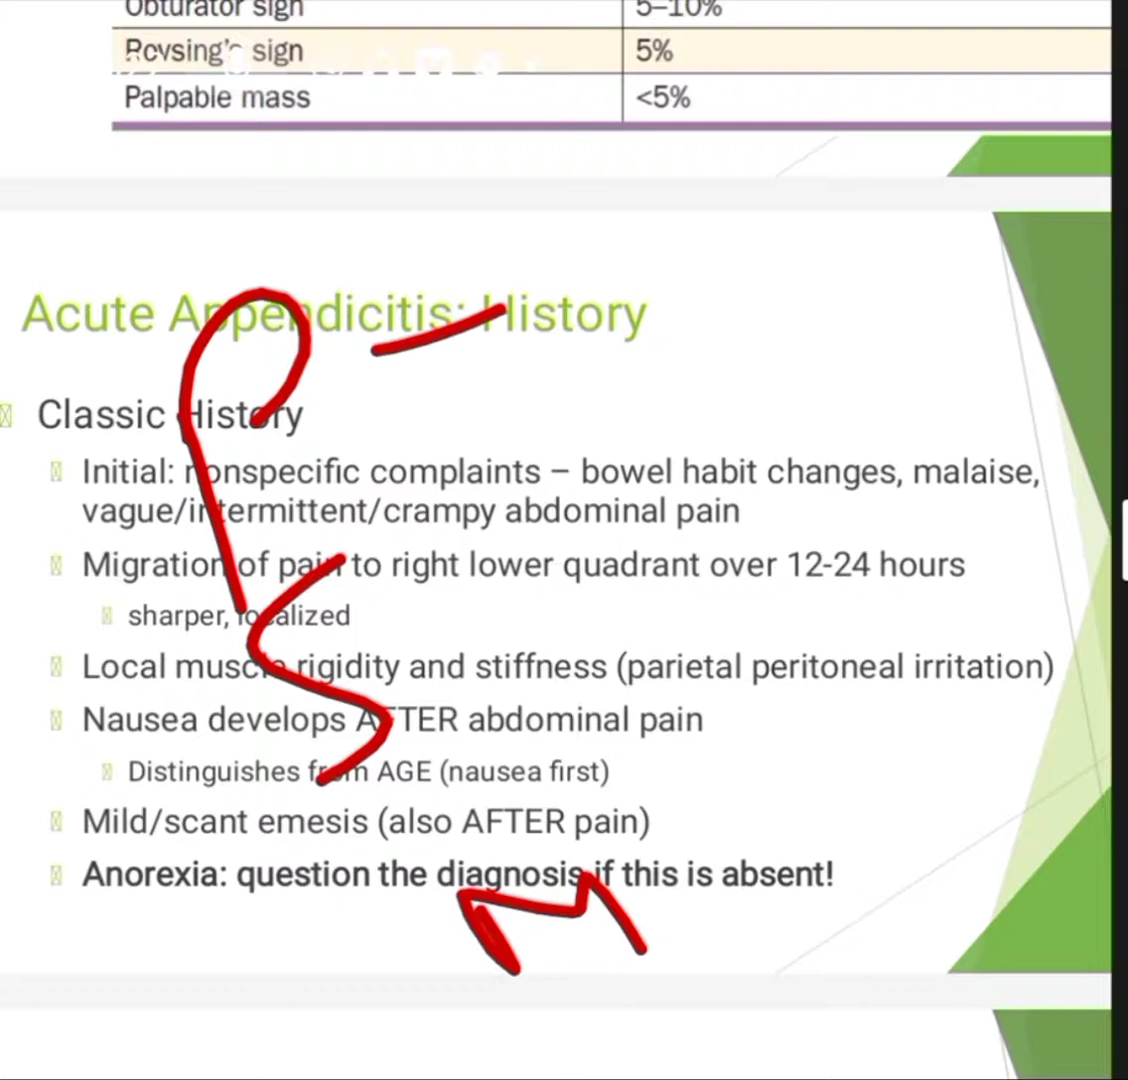 Obturator sign 5–10%
Rovsing's sign 5%
Palpable mass <5%
Acute Appendicitis: History
Classic History
Initial: nonspecific complaints – bowel habit changes, malaise,
vague/intermittent/crampy abdominal pain
Migration of pain to right lower quadrant over 12-24 hours
sharper, localized
Local muscle rigidity and stiffness (parietal peritoneal irritation)
Nausea develops AFTER abdominal pain
Distinguishes from AGE (nausea first)
Mild/scant emesis (also AFTER pain)
Anorexia: question the diagnosis if this is absent!